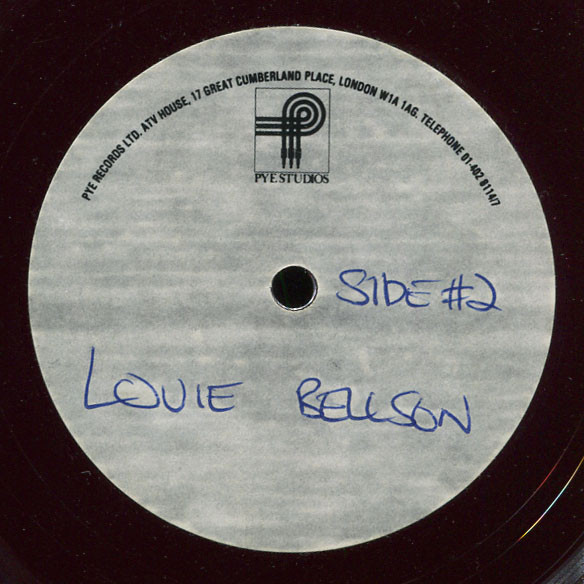 PYE RECORDS LTD. ATV HOUSE, 17 GREAT CUMBERLAND PLACE, LONDON W1A 1AG. TELEPHONE 01-402 8114/7
PYE STUDIOS
SIDE #2
LOUIE BELLSON